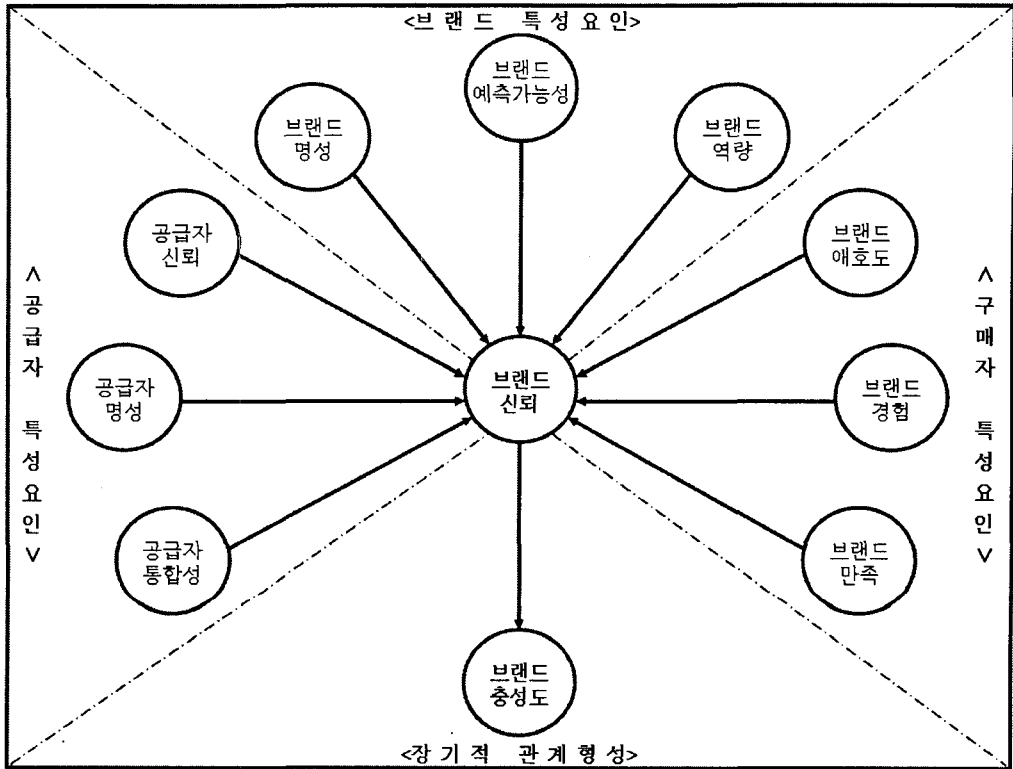 <브랜드 특성요인>
브랜드
예측가능성
브랜드
명성
브랜드
역량
공급자
신뢰
브랜드
애호도
<공급자 특성요인>
<구매자 특성요인>
공급자
명성
브랜드
신뢰
브랜드
경험
공급자
통합성
브랜드
만족
브랜드
충성도
<장기적 관계형성>